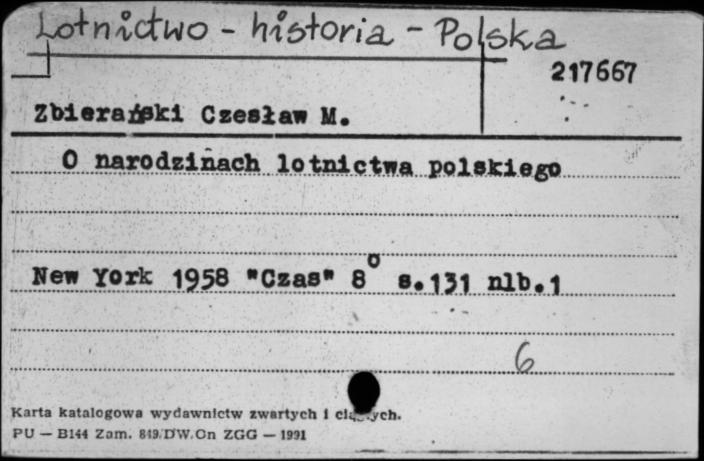 Lotnictwo - historia - Polska
217667
Zbierański Czesław M.
O narodzinach lotnictwa polskiego
New York 1958 "Czas" 8° s.131 nlb.1
6
Karta katalogowa wydawnictw zwartych i ciągłych.
PU — B144 Zam. 849/DW.On ZGG — 1991